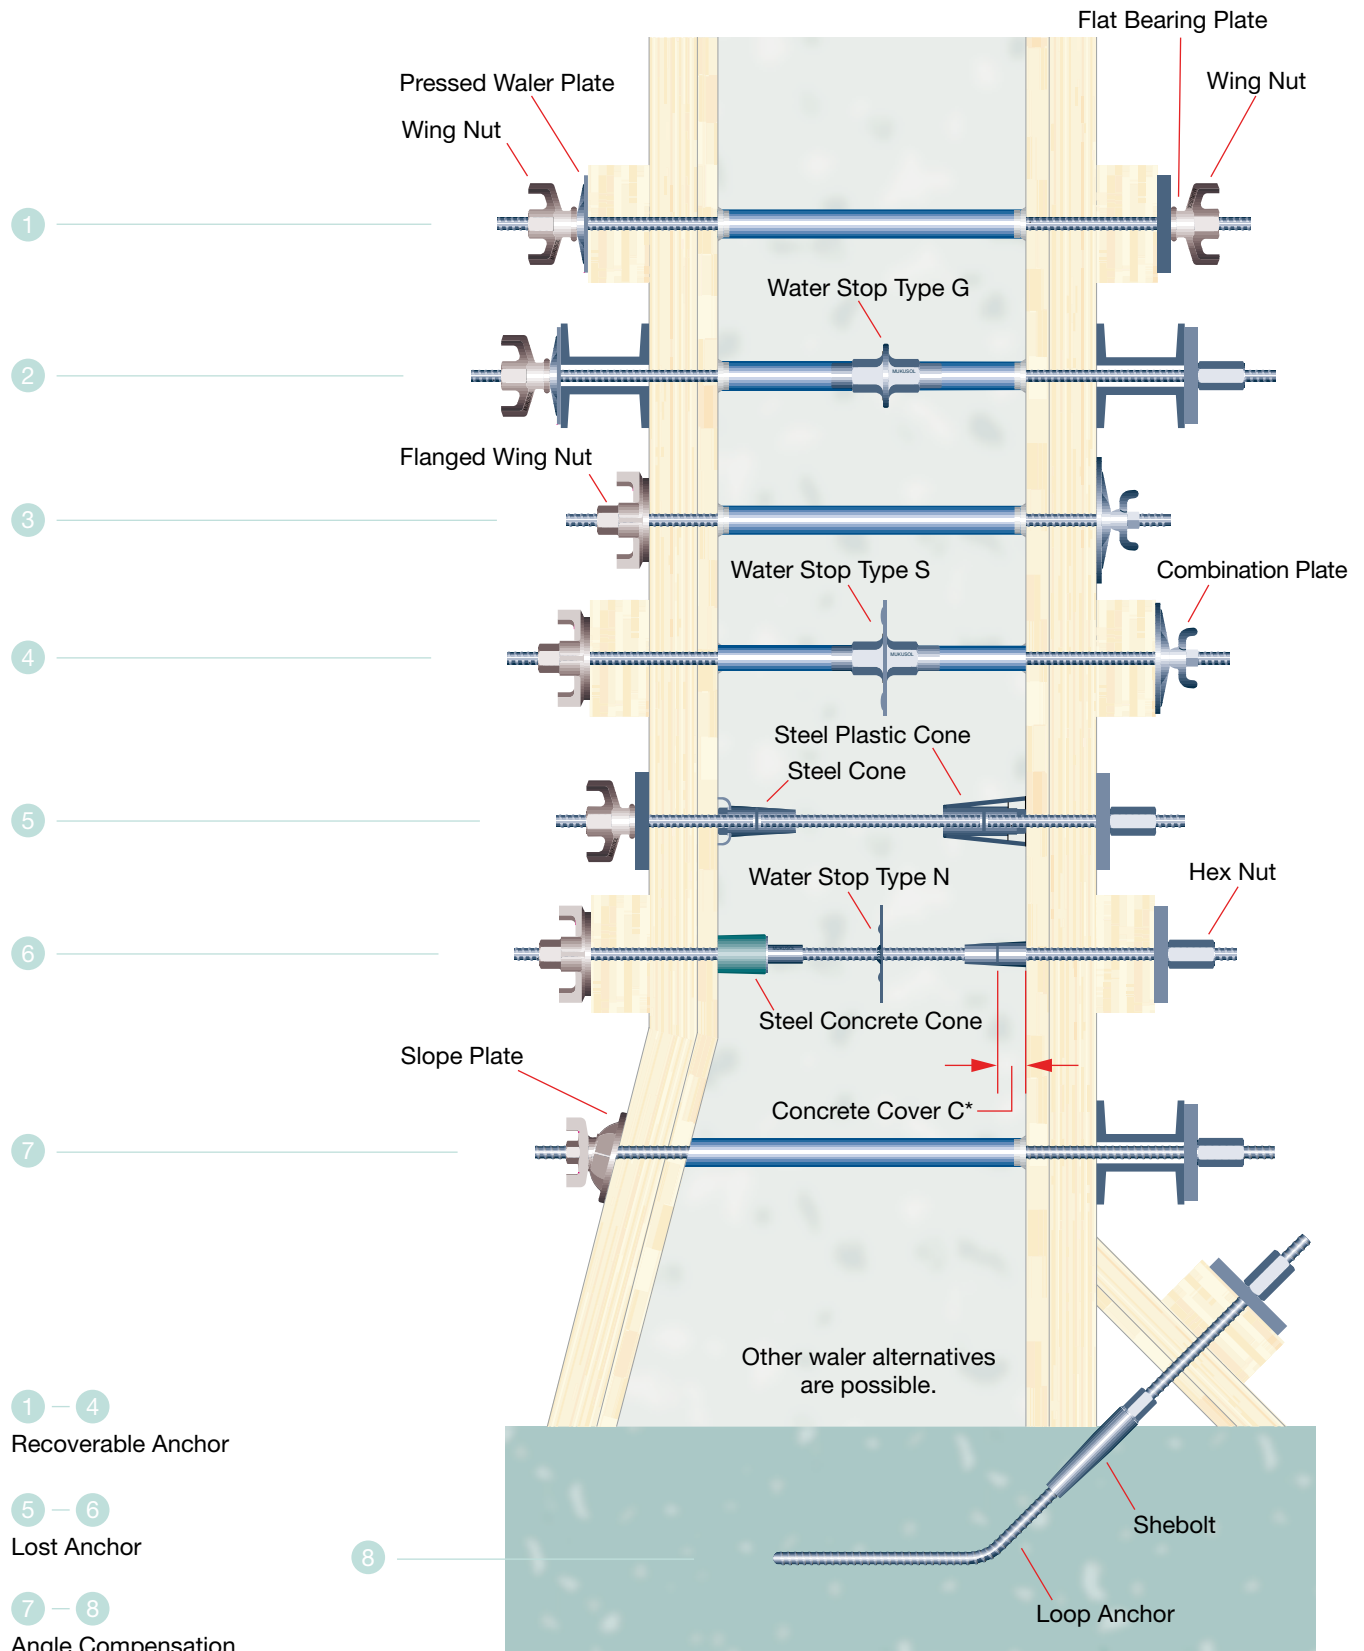 Flat Bearing Plate
Pressed Waler Plate
Wing Nut
Wing Nut
1
Water Stop Type G
2
MUKUSOL
Flanged Wing Nut
3
Water Stop Type S
Combination Plate
4
MUKUSOL
Steel Plastic Cone
Steel Cone
5
Water Stop Type N
Hex Nut
6
Steel Concrete Cone
Slope Plate
Concrete Cover C*
7
Other waler alternatives
are possible.
1 – 4
Recoverable Anchor
5 – 6
Lost Anchor
7 – 8
Angle Compensation
8
Shebolt
Loop Anchor